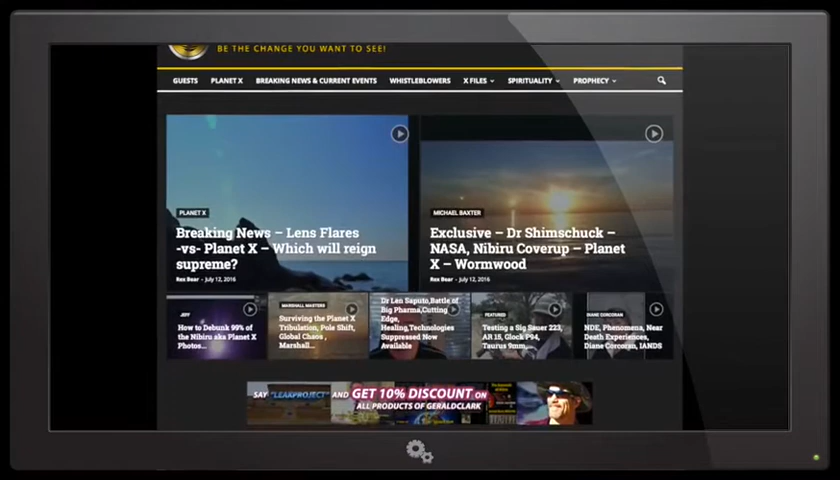 BE THE CHANGE YOU WANT TO SEE!
GUESTS PLANET X BREAKING NEWS & CURRENT EVENTS WHISTLEBLOWERS X FILES SPIRITUALITY PROPHECY
PLANET X
Breaking News – Lens Flares
-vs- Planet X – Which will reign
supreme?
Rex Bear - July 12, 2016
MICHAEL BAXTER
Exclusive – Dr Shimschuck –
NASA, Nibiru Coverup – Planet
X – Wormwood
Rex Bear - July 12, 2016
JEFF
How to Debunk 99% of
the Nibiru aka Planet X
Photos...
MARSHALL MASTERS
Surviving the Planet X
Tribulation, Pole Shift,
Global Chaos ,
Marshall...
Dr Len Saputo,Battle of
Big Pharma,Cutting
Edge,
Healing,Technologies
Suppressed Now
Available
FEATURED
Testing a Sig Sauer 223,
AR 15, Glock P94,
Taurus 9mm,...
DIANE CORCORAN
NDE, Phenomena, Near
Death Experiences,
Diane Corcoran, IANDS
SAY "LEAKPROJECT" AND GET 10% DISCOUNT ON
ALL PRODUCTS OF GERALDCLARK